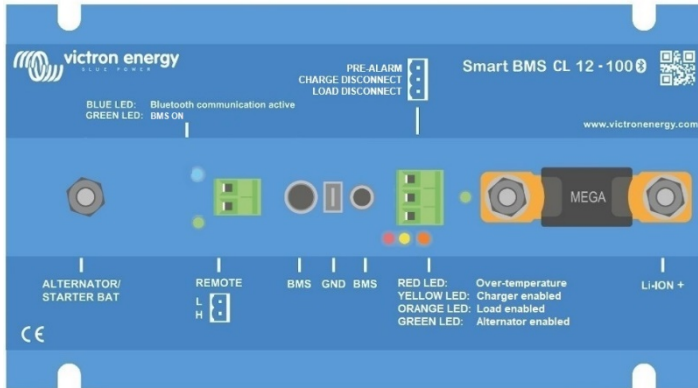 victron energy
BLUE POWER
PRE-ALARM
CHARGE DISCONNECT
LOAD DISCONNECT
Smart BMS CL 12 - 100
BLUE LED: Bluetooth communication active
GREEN LED: BMS ON
www.victronenergy.com
MEGA
ALTERNATOR/
STARTER BAT
REMOTE
L
H
BMS GND BMS
RED LED: Over-temperature
YELLOW LED: Charger enabled
ORANGE LED: Load enabled
GREEN LED: Alternator enabled
Li-ION +
CE